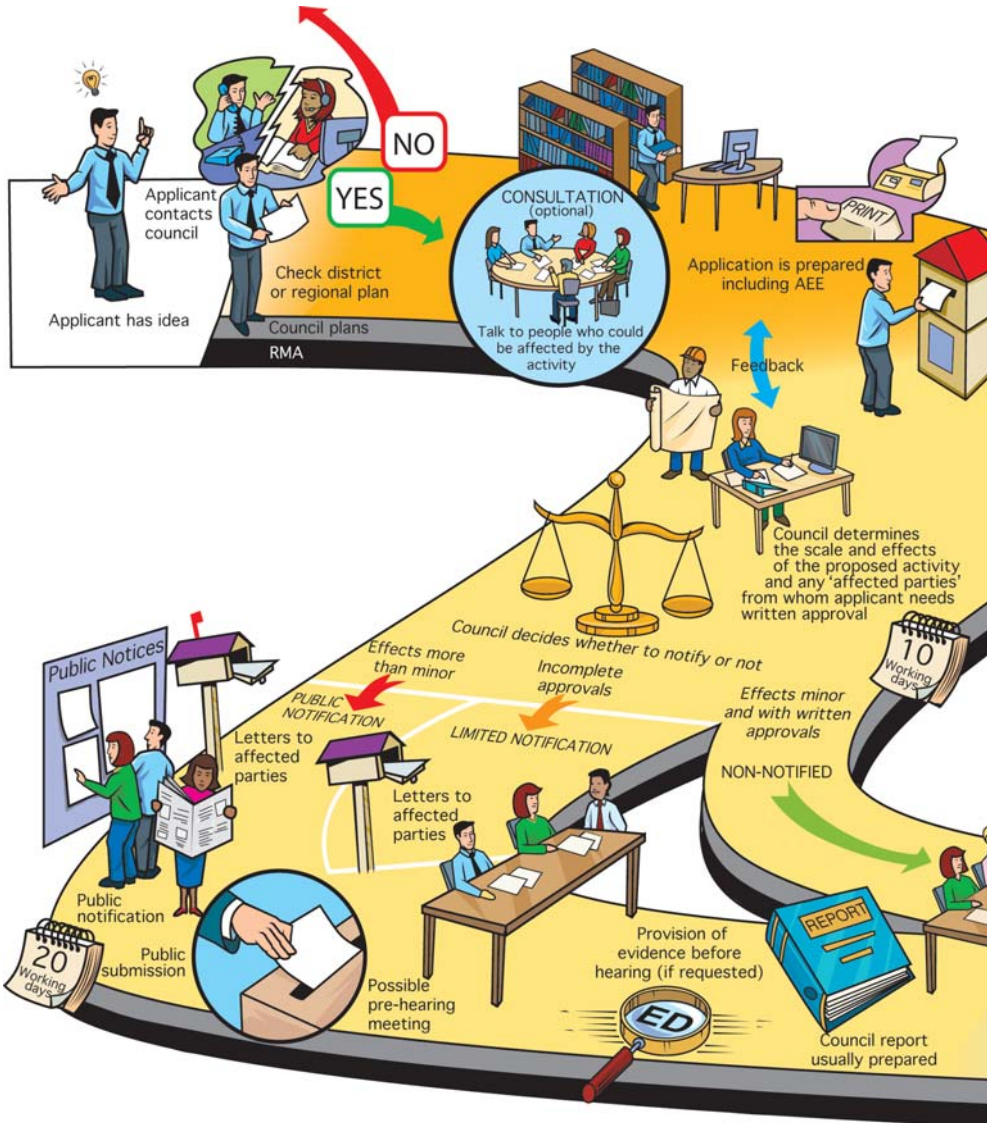 NO
YES
Applicant
contacts
council
Applicant has idea
Check district
or regional plan
Council plans
RMA
CONSULTATION
(optional)
Talk to people who could
be affected by the
activity
PRINT
Application is prepared
including AEE
Feedback
Council determines
the scale and effects
of the proposed activity
and any 'affected parties'
from whom applicant needs
written approval
10
Working
days
Council decides whether to notify or not
Effects more
than minor
PUBLIC
NOTIFICATION
Incomplete
approvals
LIMITED NOTIFICATION
Effects minor
and with written
approvals
NON-NOTIFIED
Public Notices
Letters to
affected
parties
Letters to
affected
parties
Public
notification
20
Working
days
Public
submission
Possible
pre-hearing
meeting
Provision of
evidence before
hearing (if requested)
ED
REPORT
Council report
usually prepared